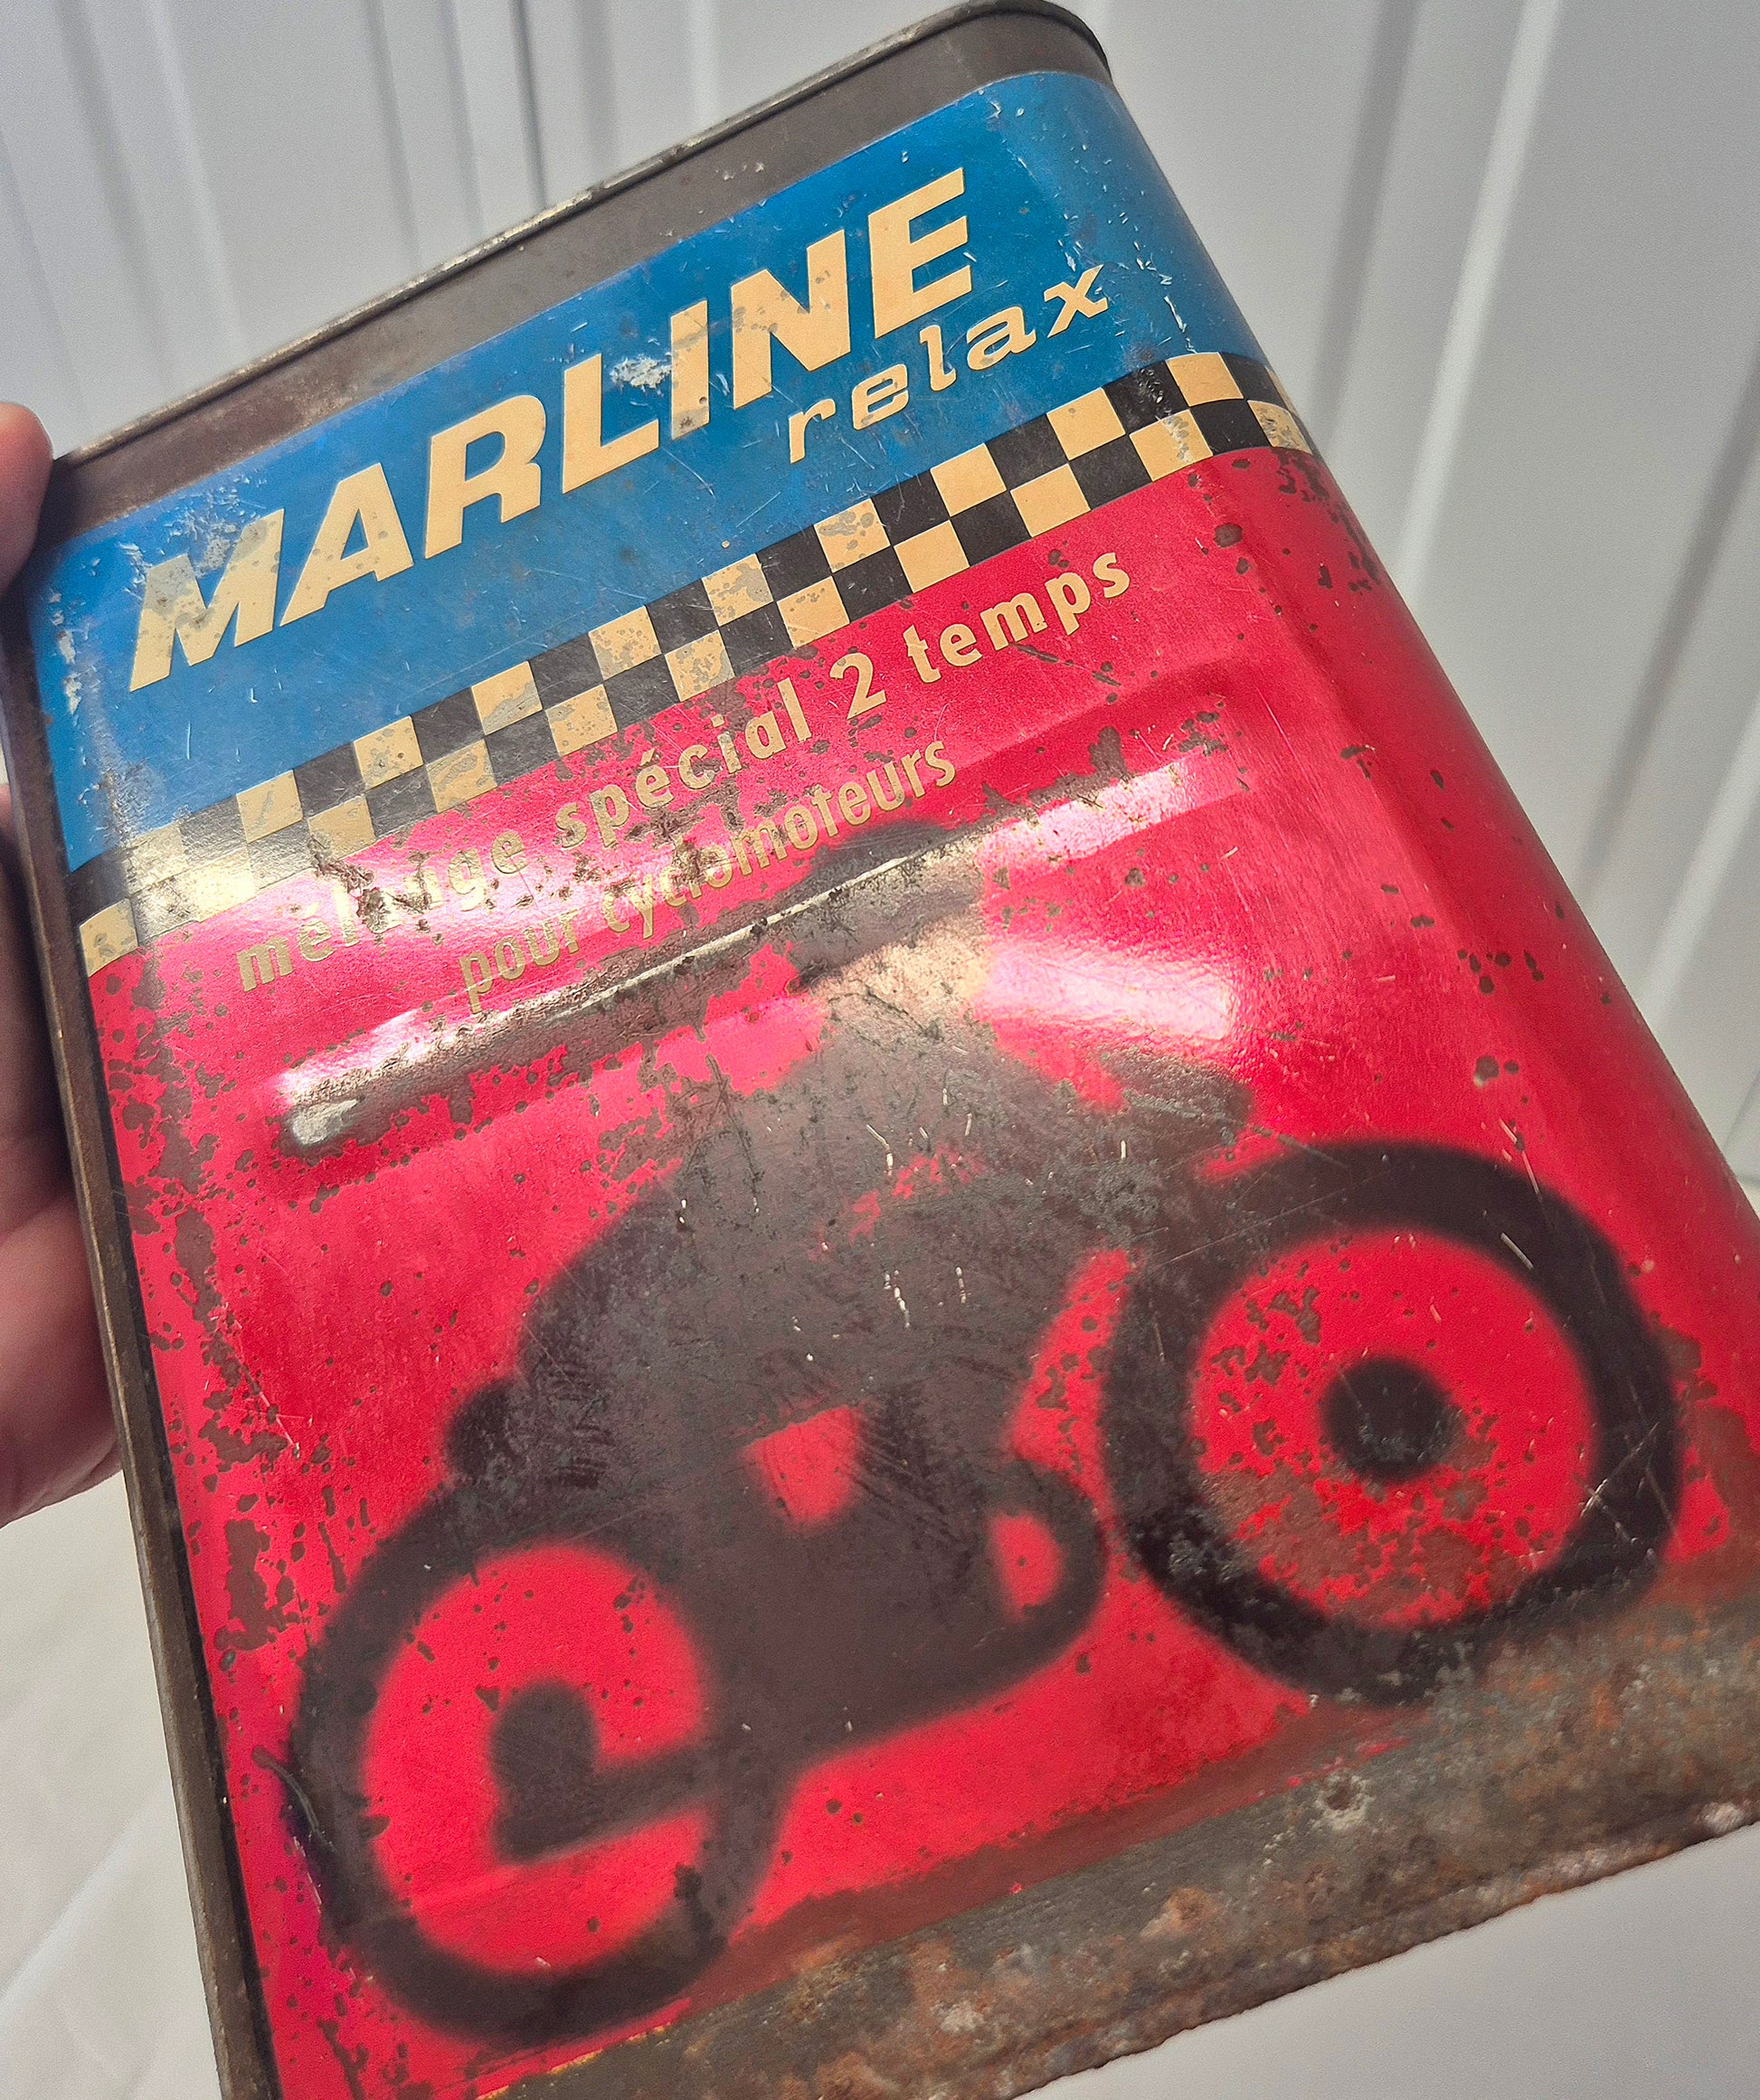 MARLINE
relax
mélange spécial 2 temps
pour cyclomoteurs